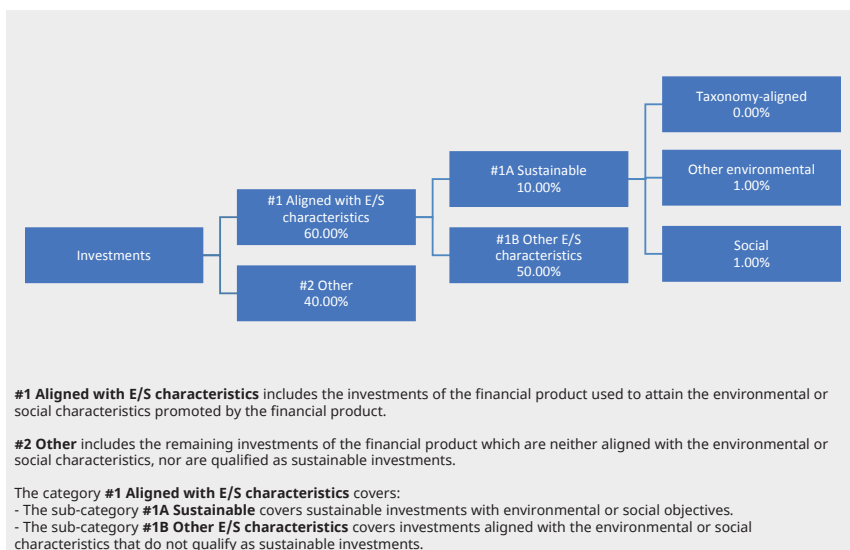 Taxonomy-aligned
0.00%
#1A Sustainable
10.00%
Other environmental
1.00%
#1 Aligned with E/S
characteristics
60.00%
#1B Other E/S
characteristics
50.00%
Social
1.00%
Investments
#2 Other
40.00%
#1 Aligned with E/S characteristics includes the investments of the financial product used to attain the environmental or
social characteristics promoted by the financial product.
#2 Other includes the remaining investments of the financial product which are neither aligned with the environmental or
social characteristics, nor are qualified as sustainable investments.
The category #1 Aligned with E/S characteristics covers:
- The sub-category #1A Sustainable covers sustainable investments with environmental or social objectives.
- The sub-category #1B Other E/S characteristics covers investments aligned with the environmental or social
characteristics that do not qualify as sustainable investments.